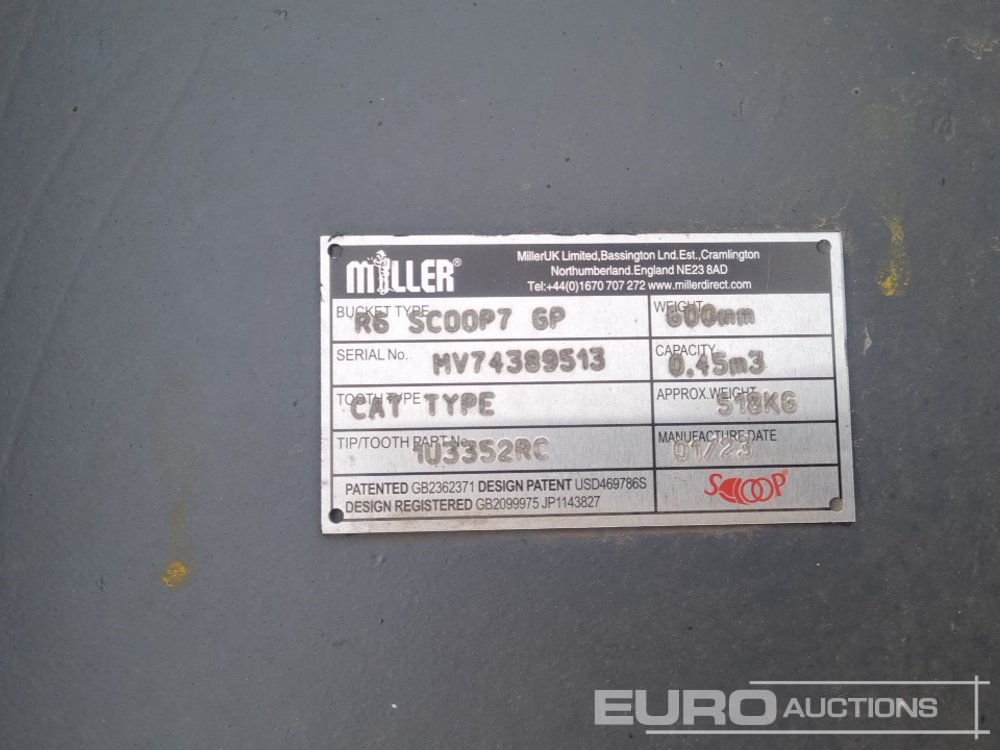 MILLER®
MillerUK Limited,Bassington Lnd.Est.,Cramlington
Northumberland.England NE23 8AD
Tel:+44(0)1670 707 272 www.millerdirect.com
BUCKET TYPE R6 SCOOP7 GP
WEIGHT 600mm
SERIAL No. MV74389513
CAPACITY 0.45m3
TOOTH TYPE CAT TYPE
APPROX.WEIGHT 518KG
TIP/TOOTH PART No. 1U3352RC
MANUFACTURE DATE 01/23
PATENTED GB2362371 DESIGN PATENT USD469786S
DESIGN REGISTERED GB2099975 JP1143827
SCOOP®
EURO AUCTIONS